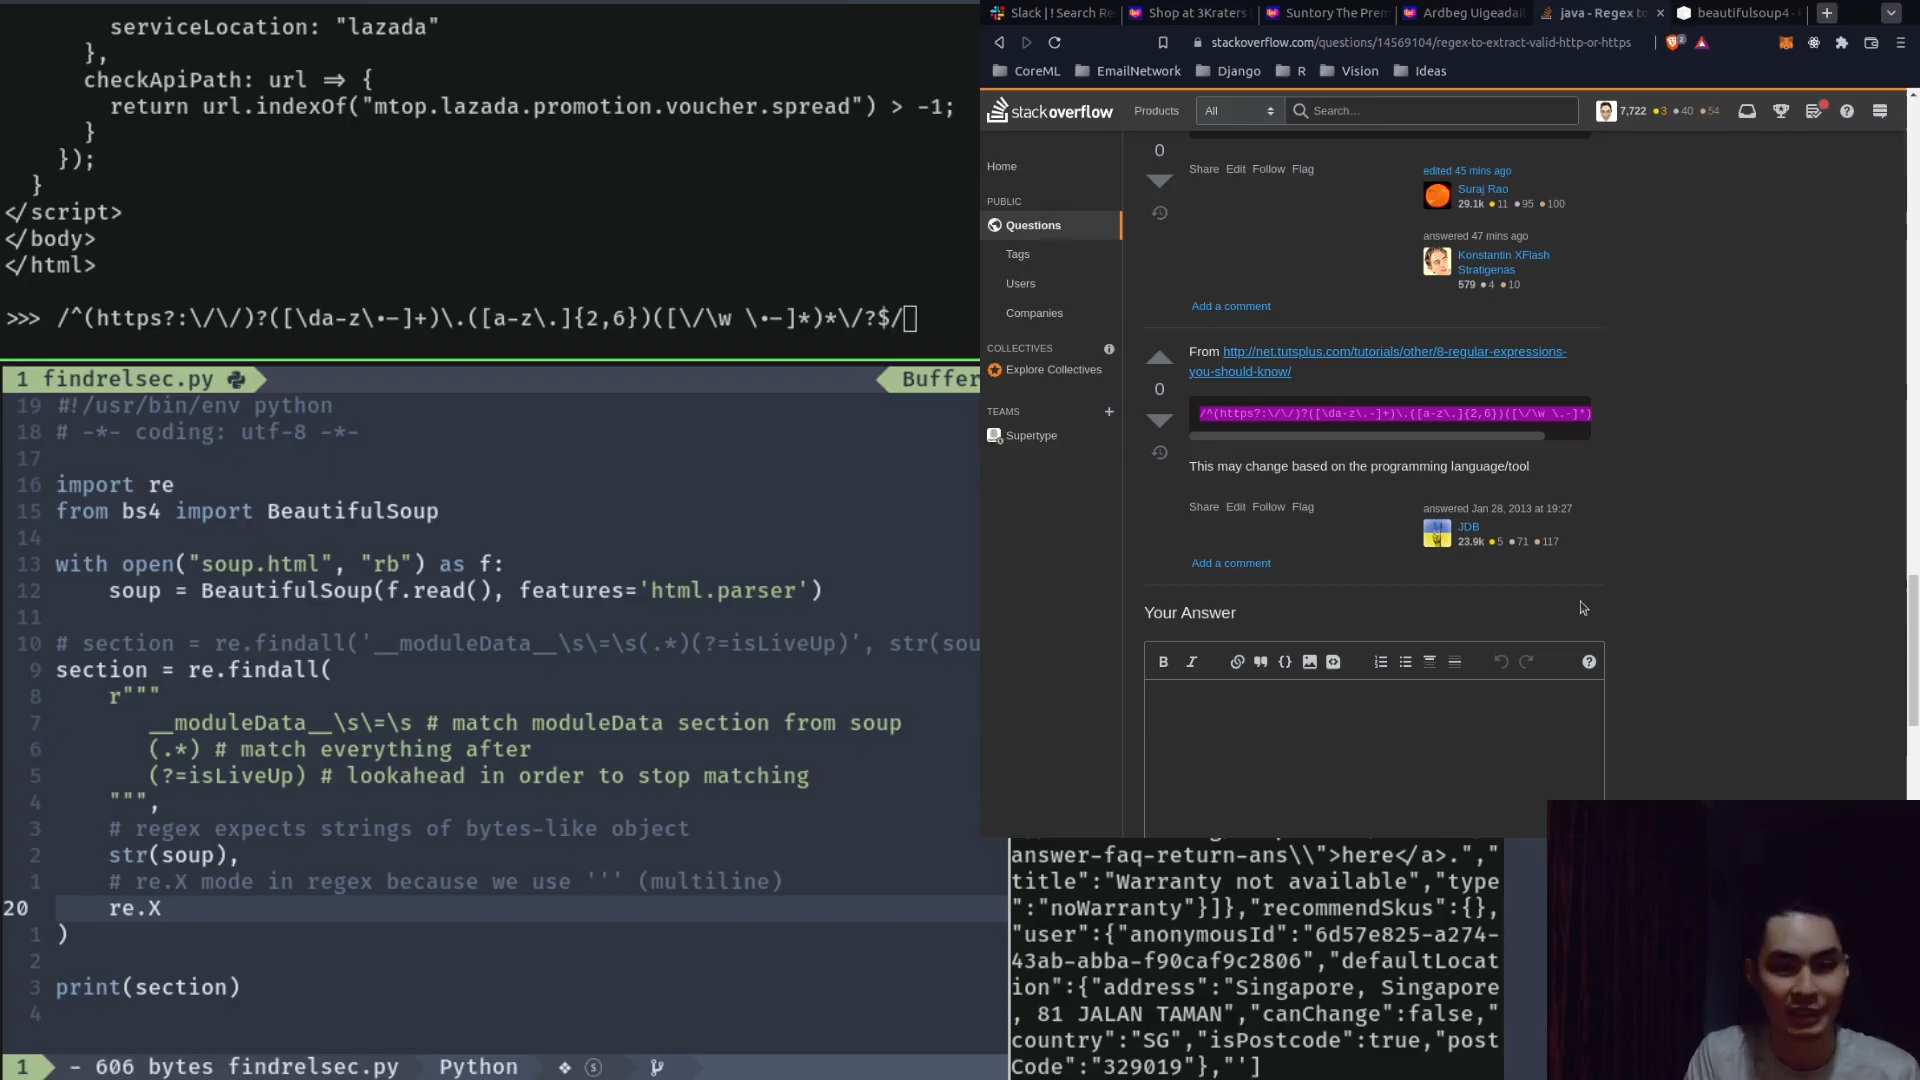 serviceLocation: "lazada"
},
checkApiPath: url => {
return url.indexOf("mtop.lazada.promotion.voucher.spread") > -1;
}
});
}
</script>
</body>
</html>
>>> /^(https?:\/\/)?([\da-z\.-]+)\.([a-z\.]{2,6})([\/\w \.-]*)*\/?$/
1 findrelsec.py
Buffer
19 #!/usr/bin/env python
18 # -*- coding: utf-8 -*-
17
16 import re
15 from bs4 import BeautifulSoup
14
13 with open("soup.html", "rb") as f:
12 soup = BeautifulSoup(f.read(), features='html.parser')
11
10 # section = re.findall('__moduleData__\s\=\s(.*)(?=isLiveUp)', str(sou
9 section = re.findall(
8 r"""
7 __moduleData__\s\=\s # match moduleData section from soup
6 (.*) # match everything after
5 (?=isLiveUp) # lookahead in order to stop matching
4 """,
3 # regex expects strings of bytes-like object
2 str(soup),
1 # re.X mode in regex because we use ''' (multiline)
20 re.X
1 )
2
3 print(section)
4
1 - 606 bytes findrelsec.py Python
Slack | ! Search Re
Shop at 3Kraters
Suntory The Prem
Ardbeg Uigeadail
java - Regex to
beautifulsoup4 -
stackoverflow.com/questions/14569104/regex-to-extract-valid-http-or-https
2
CoreML EmailNetwork Django R Vision Ideas
stackoverflow Products All Search... 7,722 3 40 54
Home
PUBLIC
Questions
Tags
Users
Companies
COLLECTIVES
Explore Collectives
TEAMS
Supertype
0
Share Edit Follow Flag
edited 45 mins ago
Suraj Rao
29.1k 11 95 100
answered 47 mins ago
Konstantin XFlash
Stratigenas
579 4 10
Add a comment
From http://net.tutsplus.com/tutorials/other/8-regular-expressions-
you-should-know/
0
/^(https?:\/\/)?([\da-z\.-]+)\.([a-z\.]{2,6})([\/\w \.-]*)
This may change based on the programming language/tool
Share Edit Follow Flag
answered Jan 28, 2013 at 19:27
JDB
23.9k 5 71 117
Add a comment
Your Answer
B I
answer-faq-return-ans\\">here</a>.","
title":"Warranty not available","type
":"noWarranty"}]},"recommendSkus":{},
"user":{"anonymousId":"6d57e825-a274-
43ab-abba-f90caf9c2806","defaultLocat
ion":{"address":"Singapore, Singapore
, 81 JALAN TAMAN","canChange":false,"
country":"SG","isPostcode":true,"post
Code":"329019"},"']